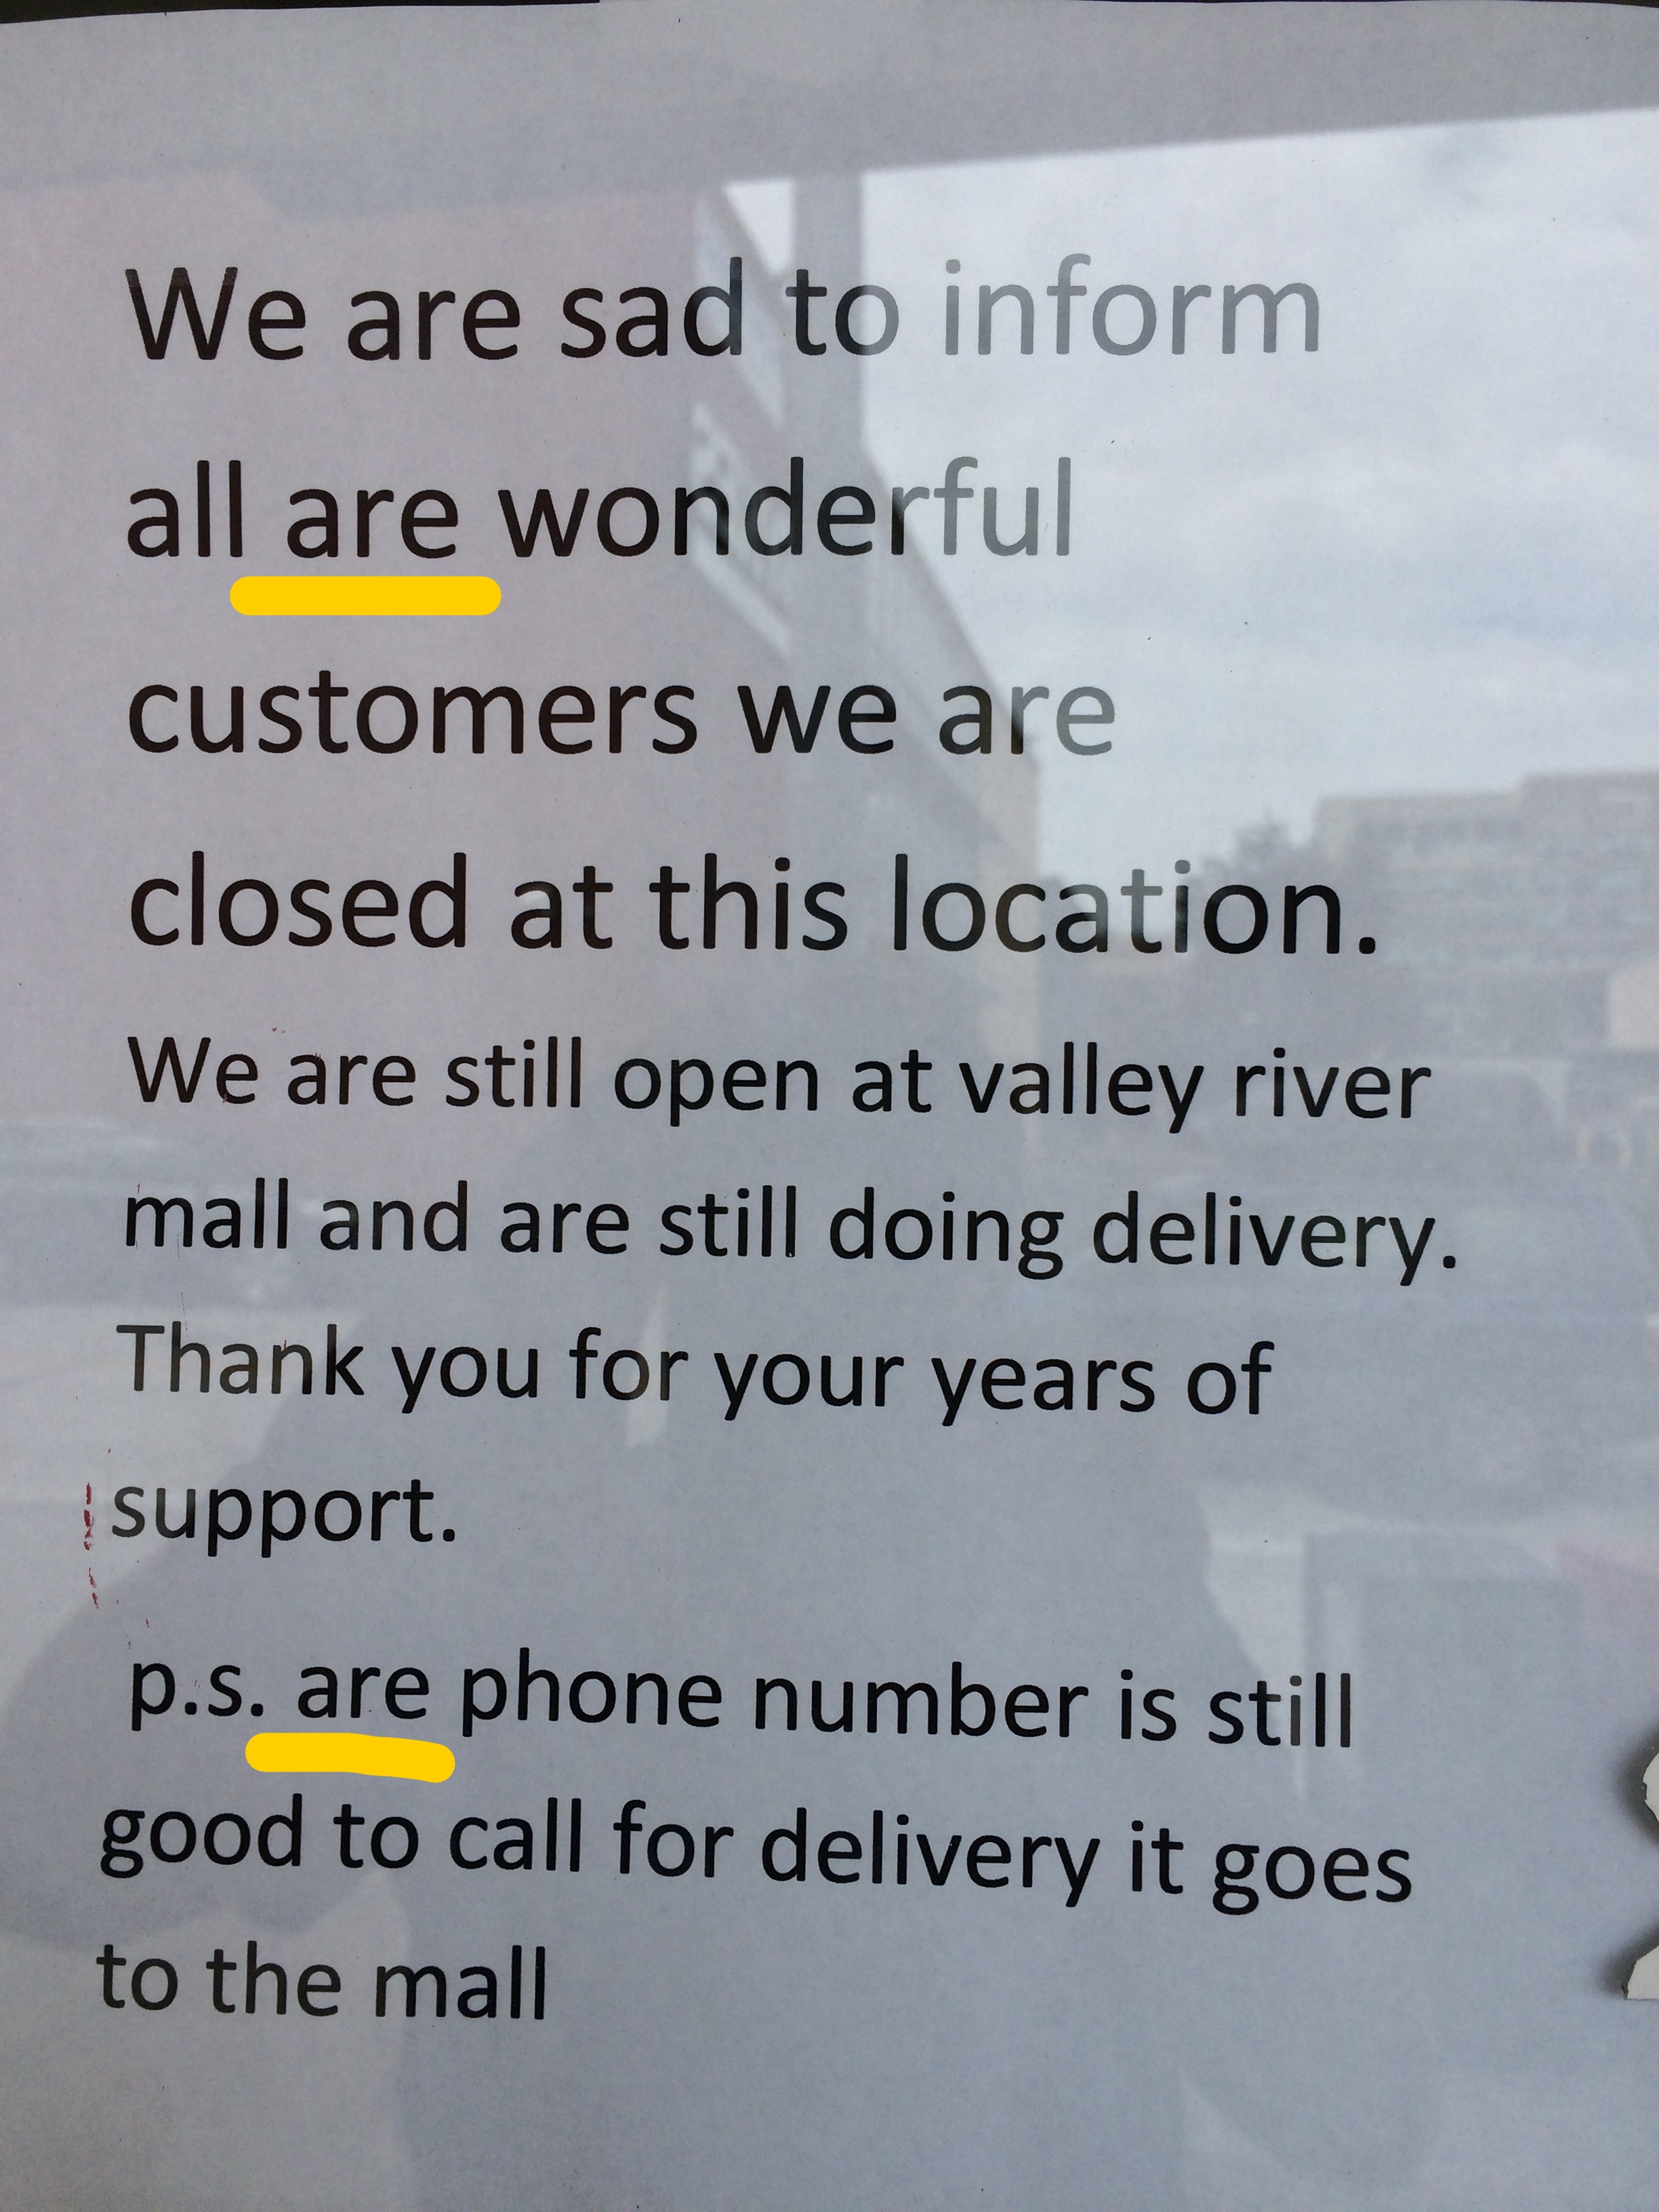 We are sad to inform
all are wonderful
customers we are
closed at this location.
We are still open at valley river
mall and are still doing delivery.
Thank you for your years of
support.
p.s. are phone number is still
good to call for delivery it goes
to the mall